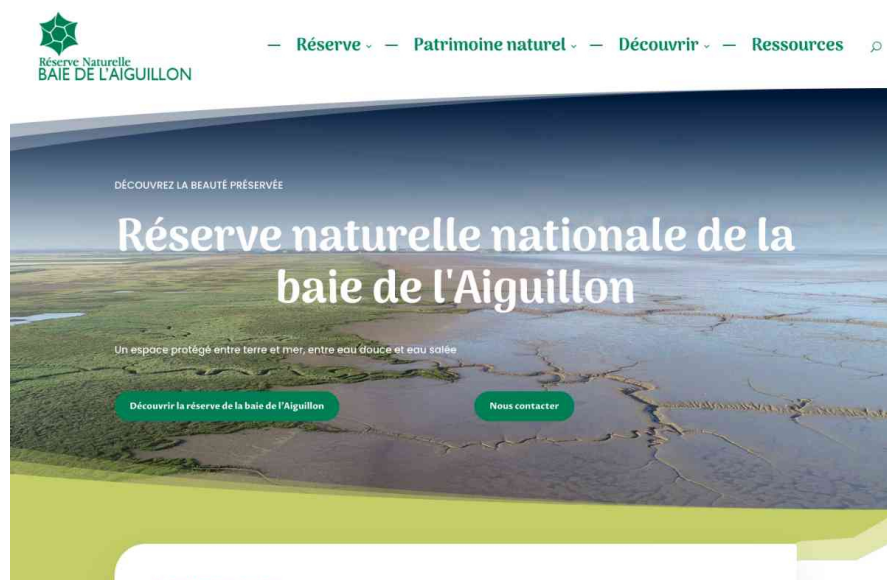 Réserve Naturelle
BAIE DE L'AIGUILLON
— Réserve — Patrimoine naturel — Découvrir — Ressources
DÉCOUVREZ LA BEAUTÉ PRÉSERVÉE
Réserve naturelle nationale de la
baie de l'Aiguillon
Un espace protégé entre terre et mer, entre eau douce et eau salée
Découvrir la réserve de la baie de l'Aiguillon
Nous contacter